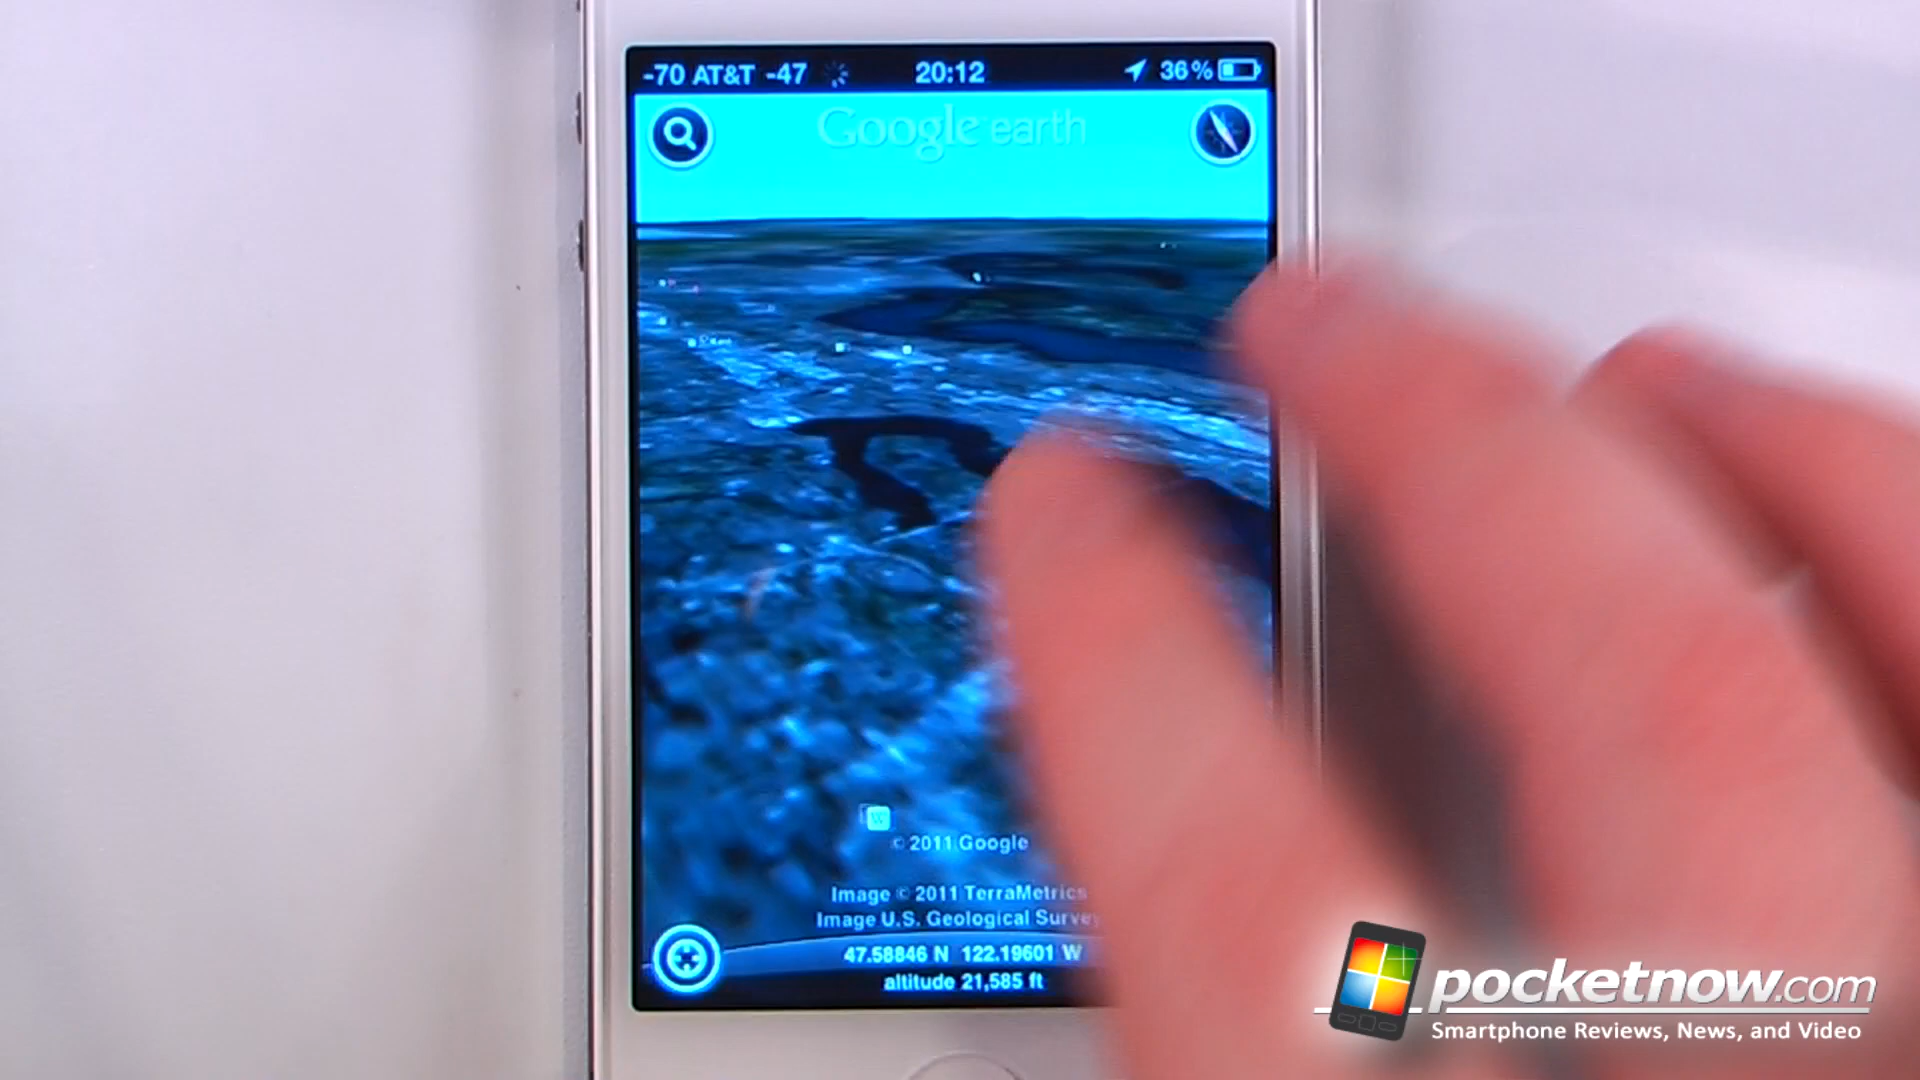 -70 AT&T -47
20:12
36%
Google earth
© 2011 Google
Image © 2011 TerraMetrics
Image U.S. Geological Survey
47.58846 N 122.19601 W
altitude 21,585 ft
pocketnow.com
Smartphone Reviews, News, and Video